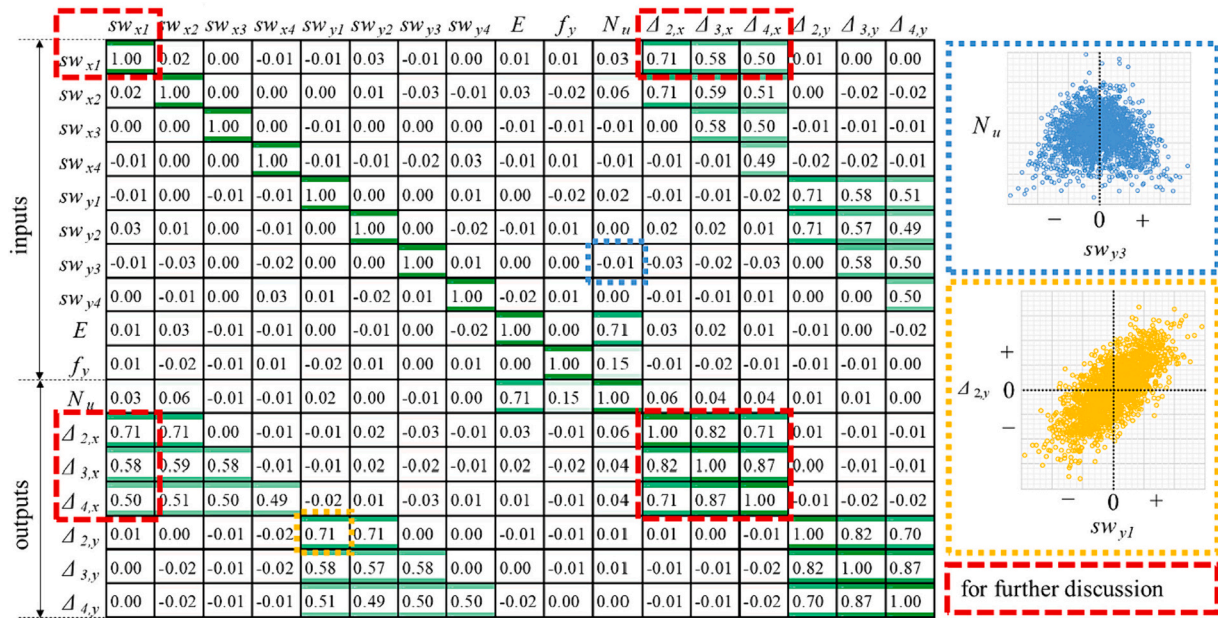 sw x1 sw x2 sw x3 sw x4 sw y1 sw y2 sw y3 sw y4 E f y N u Δ 2,x Δ 3,x Δ 4,x Δ 2,y Δ 3,y Δ 4,y
sw x1 1.00 0.02 0.00 -0.01 -0.01 0.03 -0.01 0.00 0.01 0.01 0.03 0.71 0.58 0.50 0.01 0.00 0.00
sw x2 0.02 1.00 0.00 0.00 0.00 0.01 -0.03 -0.01 0.03 -0.02 0.06 0.71 0.59 0.51 0.00 -0.02 -0.02
sw x3 0.00 0.00 1.00 0.00 -0.01 0.00 0.00 0.00 -0.01 -0.01 -0.01 0.00 0.58 0.50 -0.01 -0.01 -0.01
sw x4 -0.01 0.00 0.00 1.00 -0.01 -0.01 -0.02 0.03 -0.01 0.01 -0.01 -0.01 -0.01 0.49 -0.02 -0.02 -0.01
sw y1 -0.01 0.00 -0.01 -0.01 1.00 0.00 0.00 0.01 0.00 -0.02 0.02 -0.01 -0.01 -0.02 0.71 0.58 0.51
sw y2 0.03 0.01 0.00 -0.01 0.00 1.00 0.00 -0.02 -0.01 0.01 0.00 0.02 0.02 0.01 0.71 0.57 0.49
sw y3 -0.01 -0.03 0.00 -0.02 0.00 0.00 1.00 0.01 0.00 0.00 -0.01 -0.03 -0.02 -0.03 0.00 0.58 0.50
sw y4 0.00 -0.01 0.00 0.03 0.01 -0.02 0.01 1.00 -0.02 0.01 0.00 -0.01 -0.01 0.01 0.00 0.00 0.50
E 0.01 0.03 -0.01 -0.01 0.00 -0.01 0.00 -0.02 1.00 0.00 0.71 0.03 0.02 0.01 -0.01 0.00 -0.02
f y 0.01 -0.02 -0.01 0.01 -0.02 0.01 0.00 0.01 0.00 1.00 0.15 -0.01 -0.02 -0.01 -0.01 -0.01 0.00
N u 0.03 0.06 -0.01 -0.01 0.02 0.00 -0.01 0.00 0.71 0.15 1.00 0.06 0.04 0.04 0.01 0.01 0.00
Δ 2,x 0.71 0.71 0.00 -0.01 -0.01 0.02 -0.03 -0.01 0.03 -0.01 0.06 1.00 0.82 0.71 0.01 -0.01 -0.01
Δ 3,x 0.58 0.59 0.58 -0.01 -0.01 0.02 -0.02 -0.01 0.02 -0.02 0.04 0.82 1.00 0.87 0.00 -0.01 -0.01
Δ 4,x 0.50 0.51 0.50 0.49 -0.02 0.01 -0.03 0.01 0.01 -0.01 0.04 0.71 0.87 1.00 -0.01 -0.02 -0.02
Δ 2,y 0.01 0.00 -0.01 -0.02 0.71 0.71 0.00 0.00 -0.01 -0.01 0.01 0.01 0.00 -0.01 1.00 0.82 0.70
Δ 3,y 0.00 -0.02 -0.01 -0.02 0.58 0.57 0.58 0.00 0.00 -0.01 0.01 -0.01 -0.01 -0.02 0.82 1.00 0.87
Δ 4,y 0.00 -0.02 -0.01 -0.01 0.51 0.49 0.50 0.50 -0.02 0.00 0.00 -0.01 -0.01 -0.02 0.70 0.87 1.00
inputs
outputs
N u
− 0 +
sw y3
+
Δ 2,y 0
−
− 0 +
sw y1
for further discussion